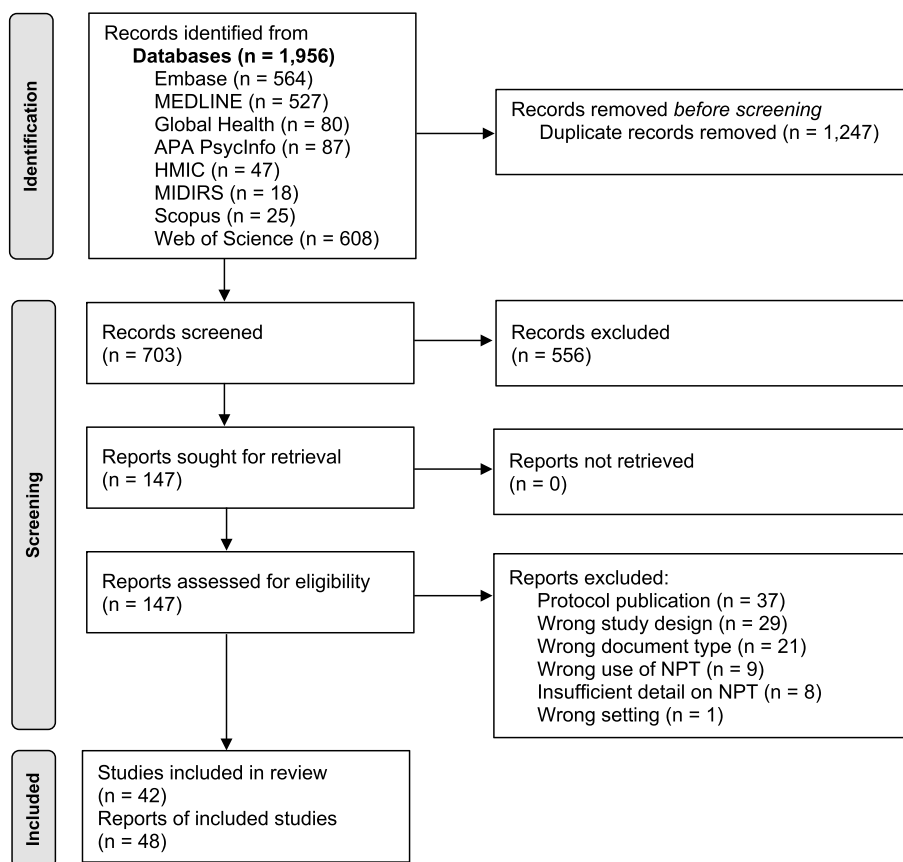 Identification
Records identified from
Databases (n = 1,956)
Embase (n = 564)
MEDLINE (n = 527)
Global Health (n = 80)
APA PsycInfo (n = 87)
HMIC (n = 47)
MIDIRS (n = 18)
Scopus (n = 25)
Web of Science (n = 608)
Records removed before screening
Duplicate records removed (n = 1,247)
Screening
Records screened
(n = 703)
Records excluded
(n = 556)
Reports sought for retrieval
(n = 147)
Reports not retrieved
(n = 0)
Reports assessed for eligibility
(n = 147)
Reports excluded:
Protocol publication (n = 37)
Wrong study design (n = 29)
Wrong document type (n = 21)
Wrong use of NPT (n = 9)
Insufficient detail on NPT (n = 8)
Wrong setting (n = 1)
Included
Studies included in review
(n = 42)
Reports of included studies
(n = 48)